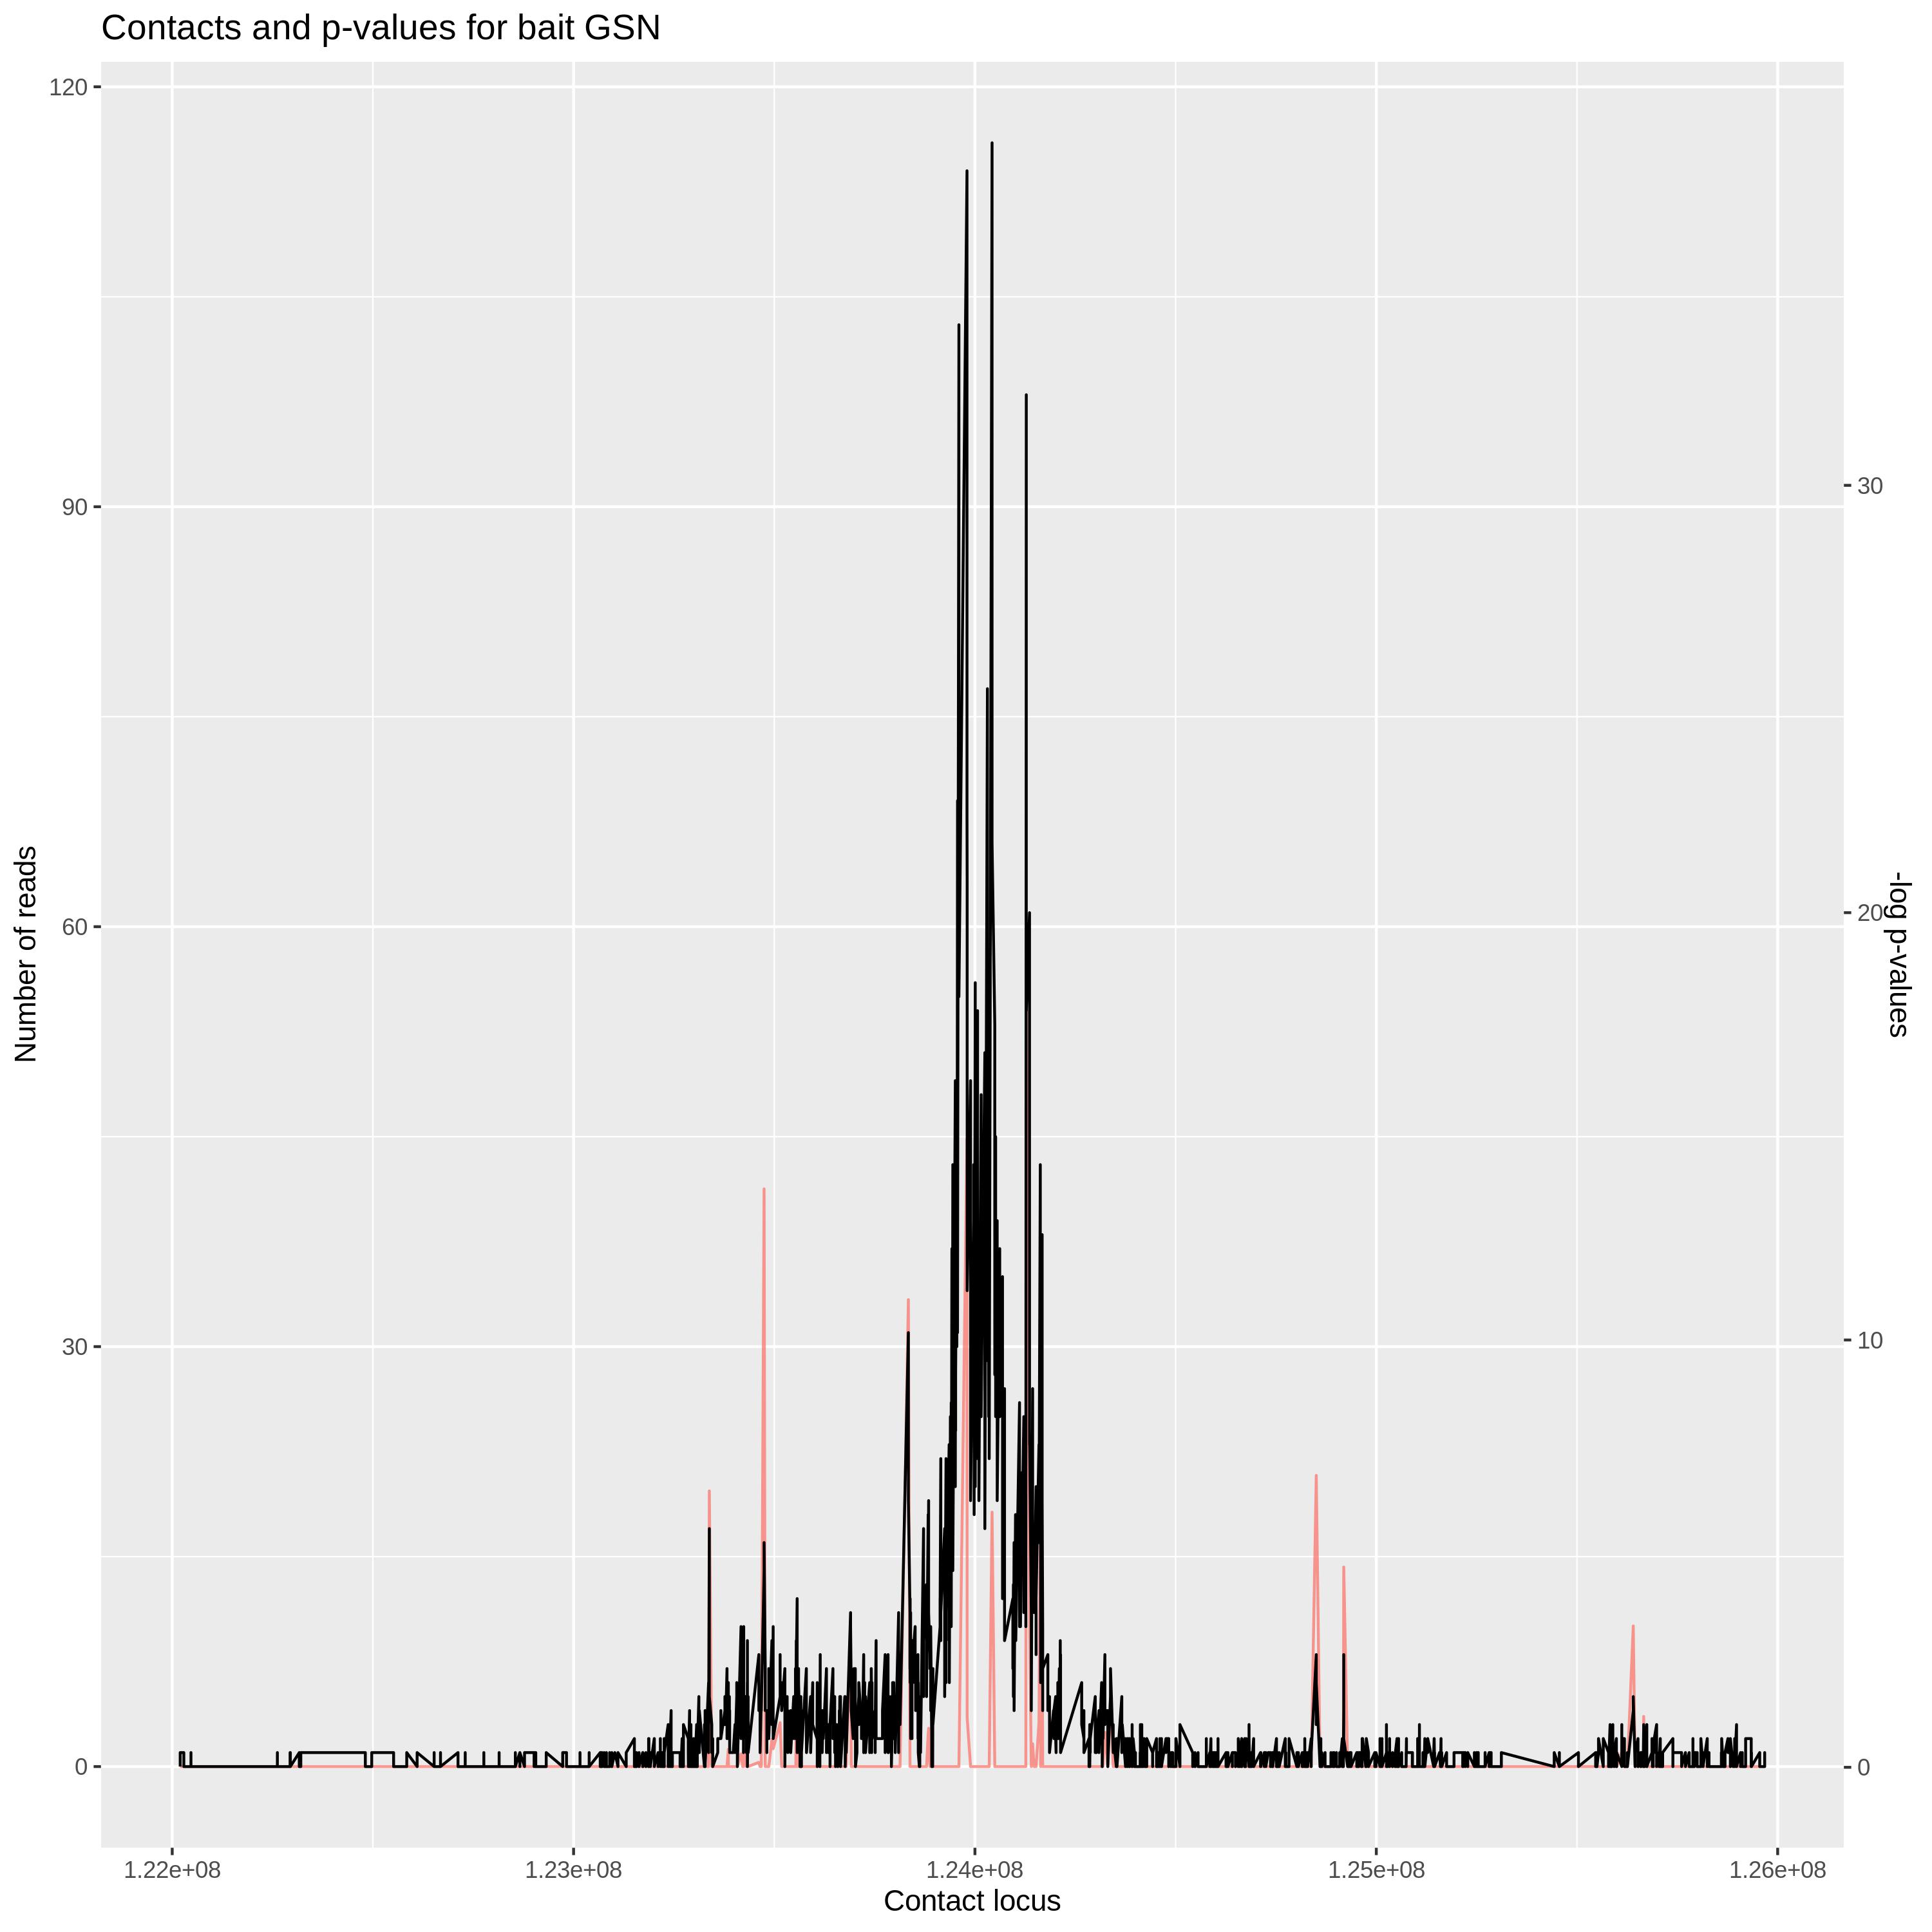 Contacts and p-values for bait GSN
120
90
60
30
0
Number of reads
30
20
10
0
-log p-values
1.22e+08
1.23e+08
1.24e+08
1.25e+08
1.26e+08
Contact locus